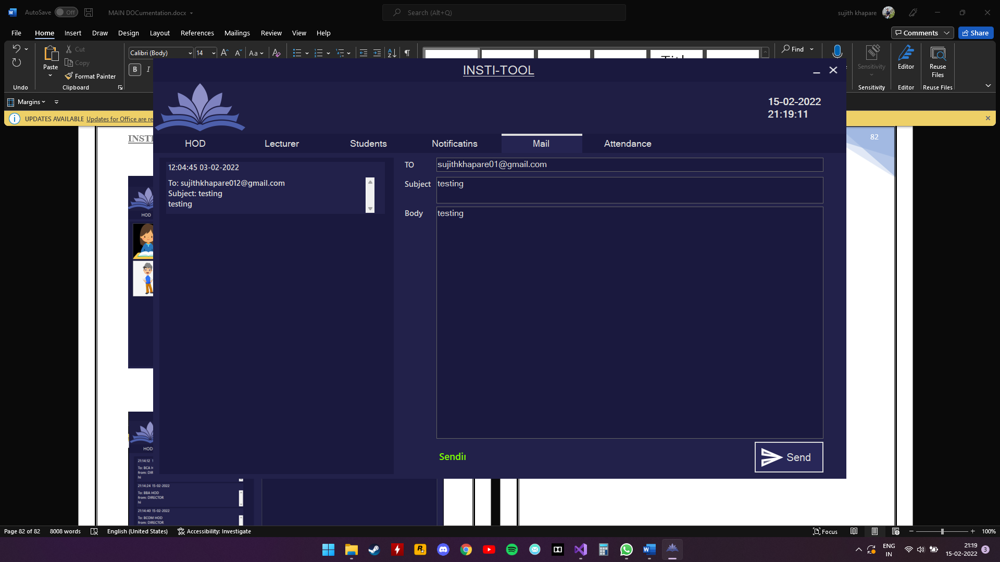 AutoSave Off MAIN DOCumentation.docx Search (Alt+Q) sujith khapare
File Home Insert Draw Design Layout References Mailings Review View Help Comments Share
Undo Paste Cut Copy Format Painter Clipboard
Calibri (Body) 14 Aa
B I
Find
Sensitivity Sensitivity
Editor Editor
Reuse Files Reuse Files
Margins
UPDATES AVAILABLE Updates for Office are re
INSTI-TOOL
15-02-2022
21:19:11
HOD Lecturer Students Notificatins Mail Attendance
12:04:45 03-02-2022
To: sujithkhapare012@gmail.com
Subject: testing
testing
TO sujithkhapare01@gmail.com
Subject testing
Body testing
Sendin
Send
82
HOD
HOD
21:14:12
To: BCA H
from: DIR
hi
21:14:24 15-02-2022
To: BBA HOD
from: DIRECTOR
hi
21:14:40 15-02-2022
To: BCOM HOD
from: DIRECTOR
Page 82 of 82 8008 words English (United States) Accessibility: Investigate Focus 100%
ENG
IN
21:19
15-02-2022
3